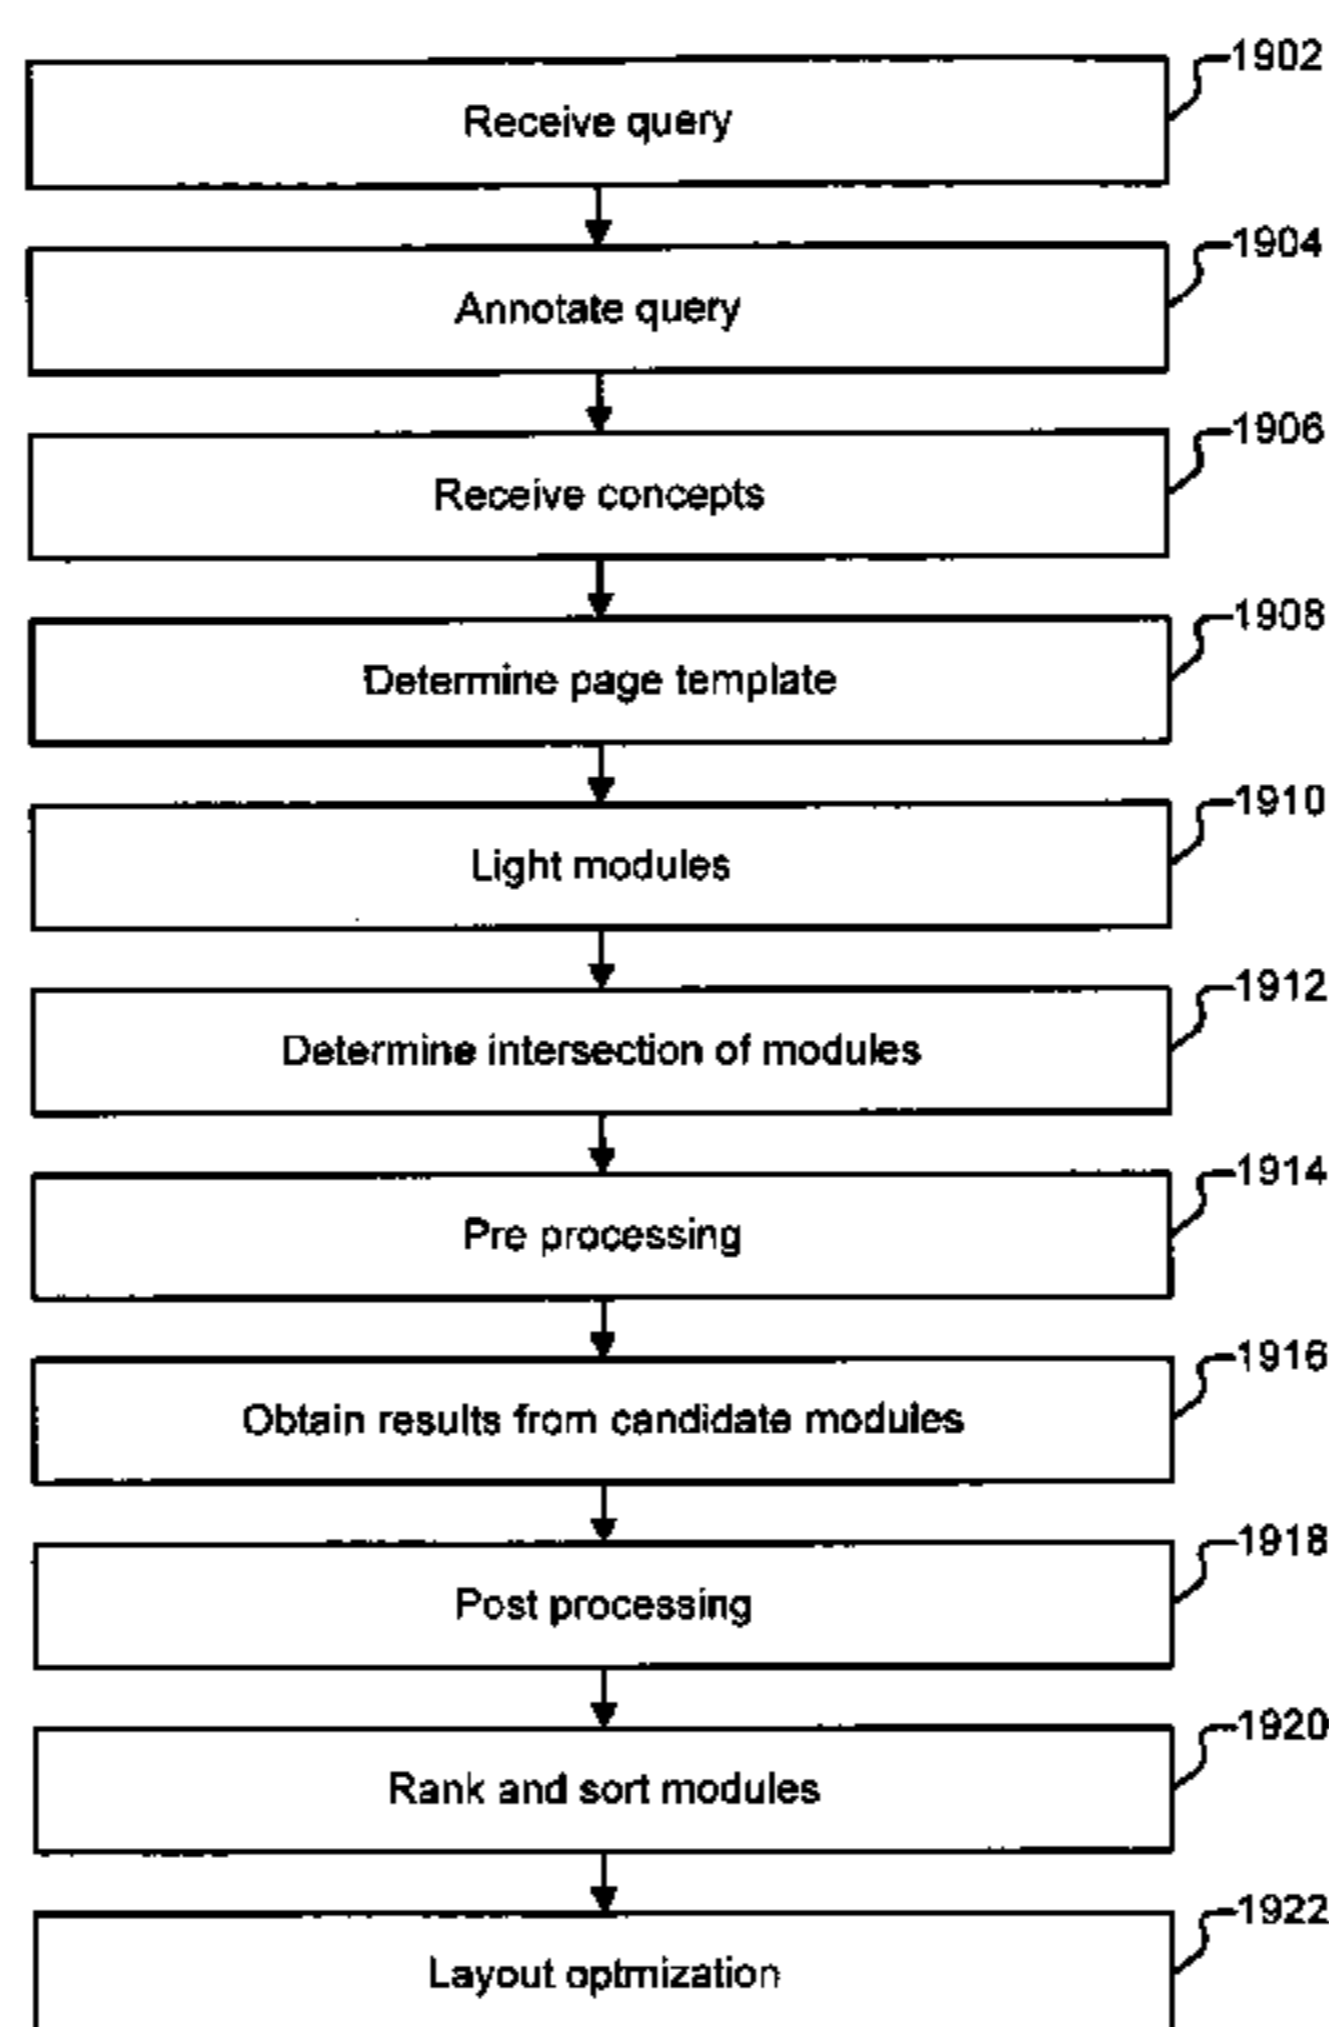 1902
Receive query
1904
Annotate query
1906
Receive concepts
1908
Determine page template
1910
Light modules
1912
Determine intersection of modules
1914
Pre processing
1916
Obtain results from candidate modules
1918
Post processing
1920
Rank and sort modules
1922
Layout optmization